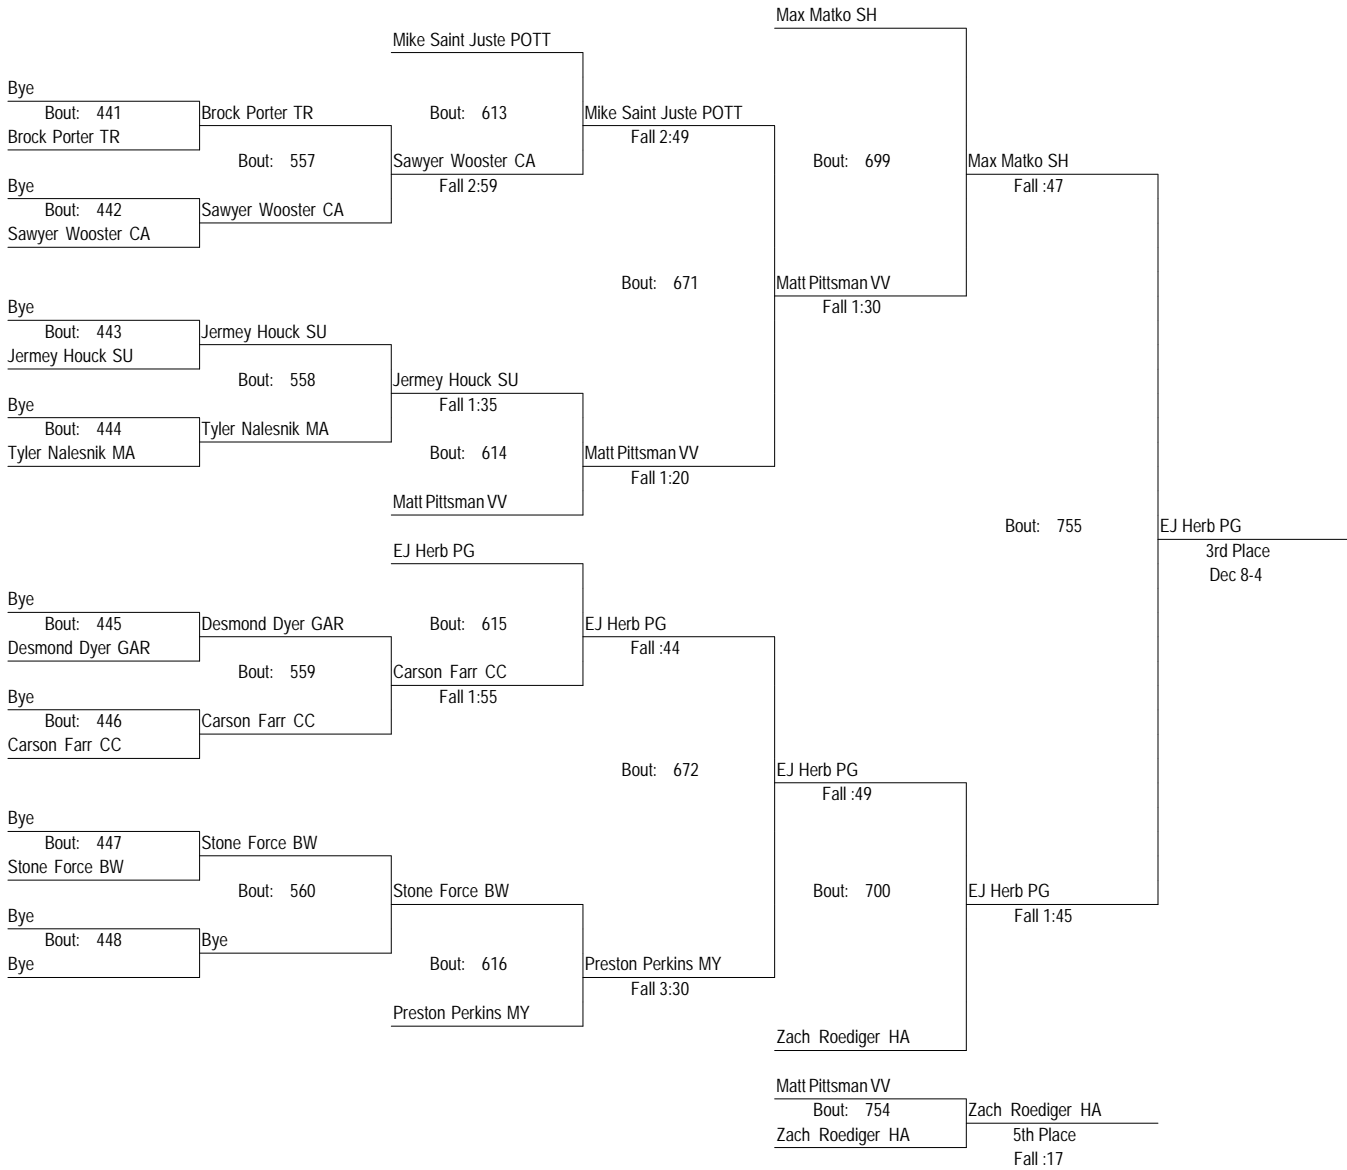 Max Matko SH
Mike Saint Juste POTT
Bye
Bout: 441
Brock Porter TR
Brock Porter TR
Bout: 613
Mike Saint Juste POTT
Fall 2:49
Bout: 557
Sawyer Wooster CA
Fall 2:59
Bout: 699
Max Matko SH
Fall :47
Bye
Bout: 442
Sawyer Wooster CA
Sawyer Wooster CA
Bout: 671
Matt Pittsman VV
Fall 1:30
Bye
Bout: 443
Jermey Houck SU
Jermey Houck SU
Bout: 558
Jermey Houck SU
Fall 1:35
Bye
Bout: 444
Tyler Nalesnik MA
Tyler Nalesnik MA
Bout: 614
Matt Pittsman VV
Fall 1:20
Matt Pittsman VV
Bout: 755
EJ Herb PG
3rd Place
Dec 8-4
EJ Herb PG
Bye
Bout: 445
Desmond Dyer GAR
Desmond Dyer GAR
Bout: 615
EJ Herb PG
Fall :44
Bout: 559
Carson Farr CC
Fall 1:55
Bye
Bout: 446
Carson Farr CC
Carson Farr CC
Bout: 672
EJ Herb PG
Fall :49
Bye
Bout: 447
Stone Force BW
Stone Force BW
Bout: 560
Stone Force BW
Bout: 700
EJ Herb PG
Fall 1:45
Bye
Bout: 448
Bye
Bye
Bout: 616
Preston Perkins MY
Fall 3:30
Preston Perkins MY
Zach Roediger HA
Matt Pittsman VV
Bout: 754
Zach Roediger HA
Zach Roediger HA
5th Place
Fall :17